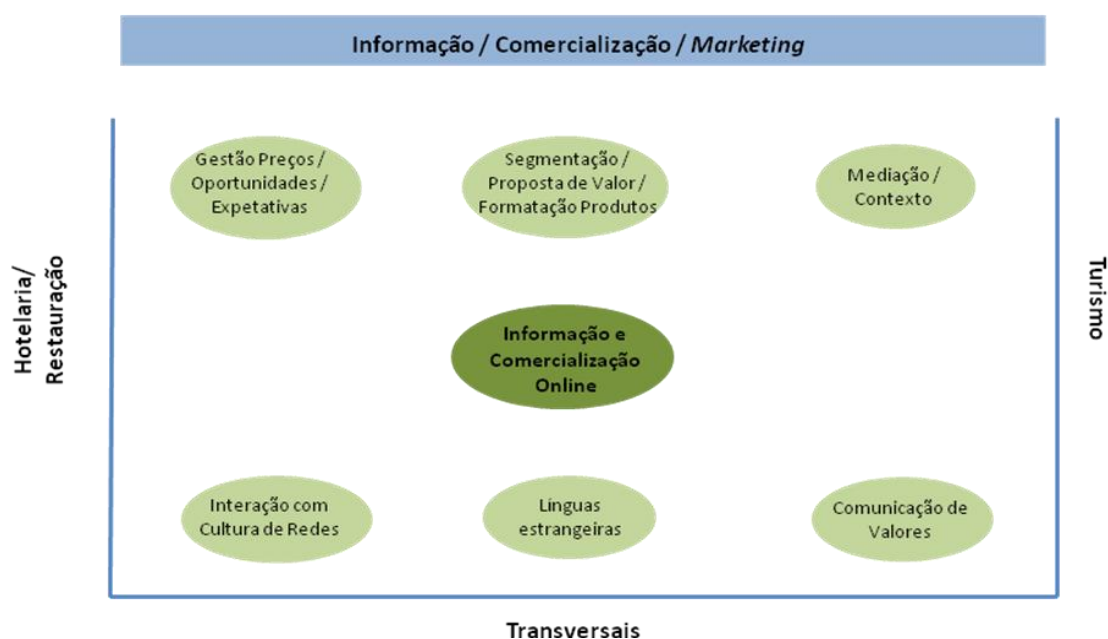 Informação / Comercialização / Marketing
Gestão Preços /
Oportunidades /
Expetativas
Segmentação /
Proposta de Valor /
Formatação Produtos
Mediação /
Contexto
Hotelaria/
Restauração
Turismo
Informação e
Comercialização
Online
Interação com
Cultura de Redes
Línguas
estrangeiras
Comunicação de
Valores
Transversais